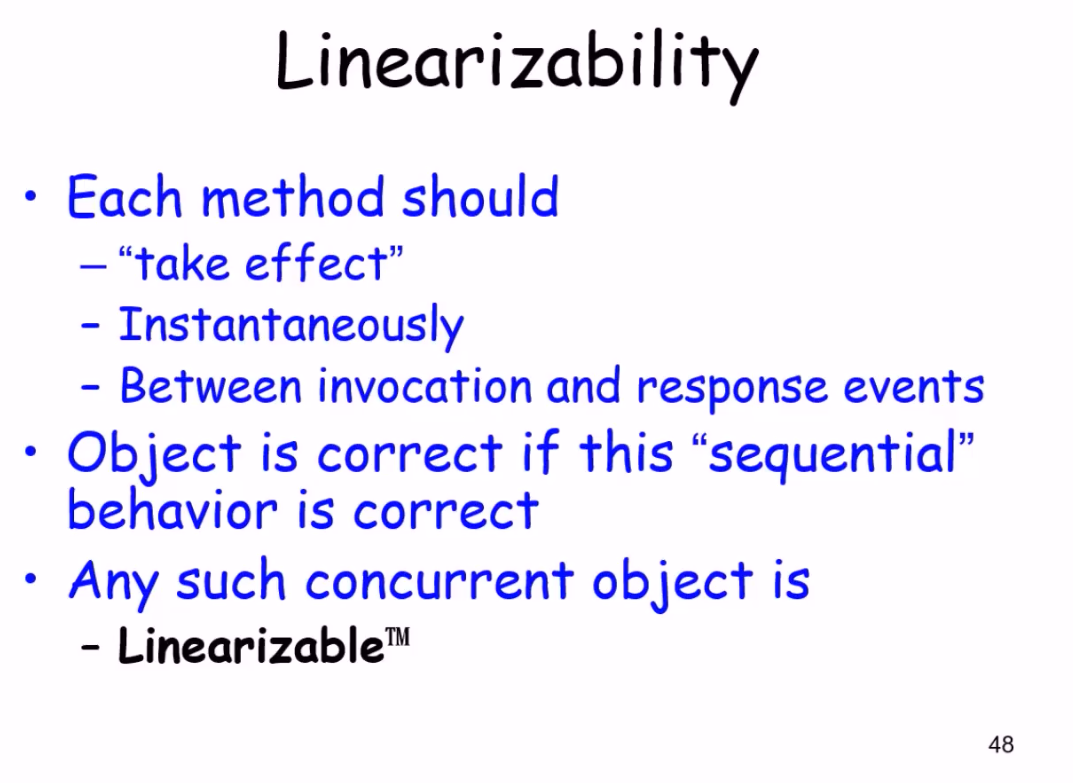 Linearizability
• Each method should
– “take effect”
– Instantaneously
– Between invocation and response events
• Object is correct if this “sequential”
behavior is correct
• Any such concurrent object is
– Linearizable™
48